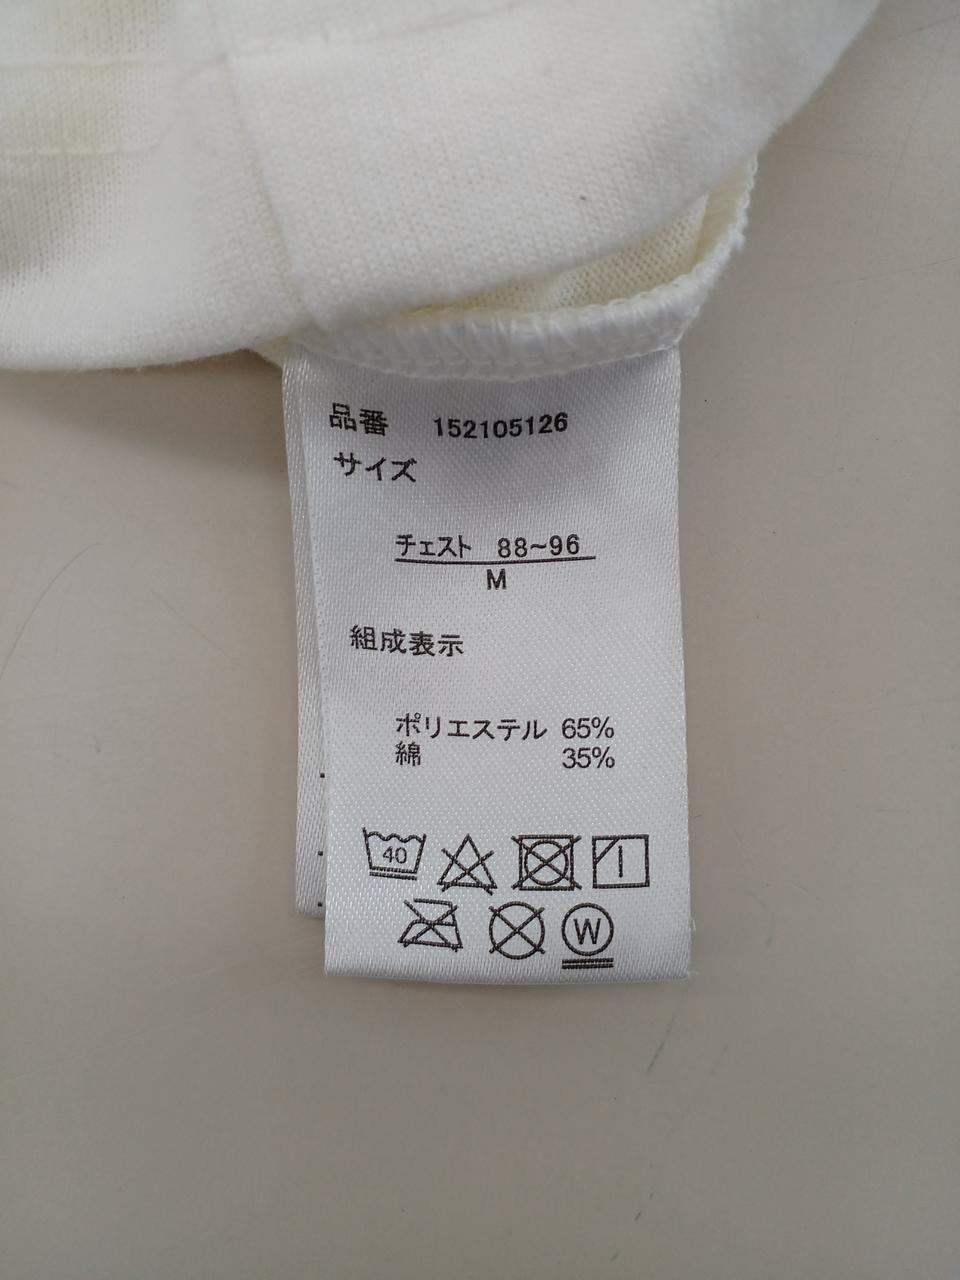 品番 152105126
サイズ
チェスト 88~96
M
組成表示
ポリエステル 65%
綿 35%
40
W